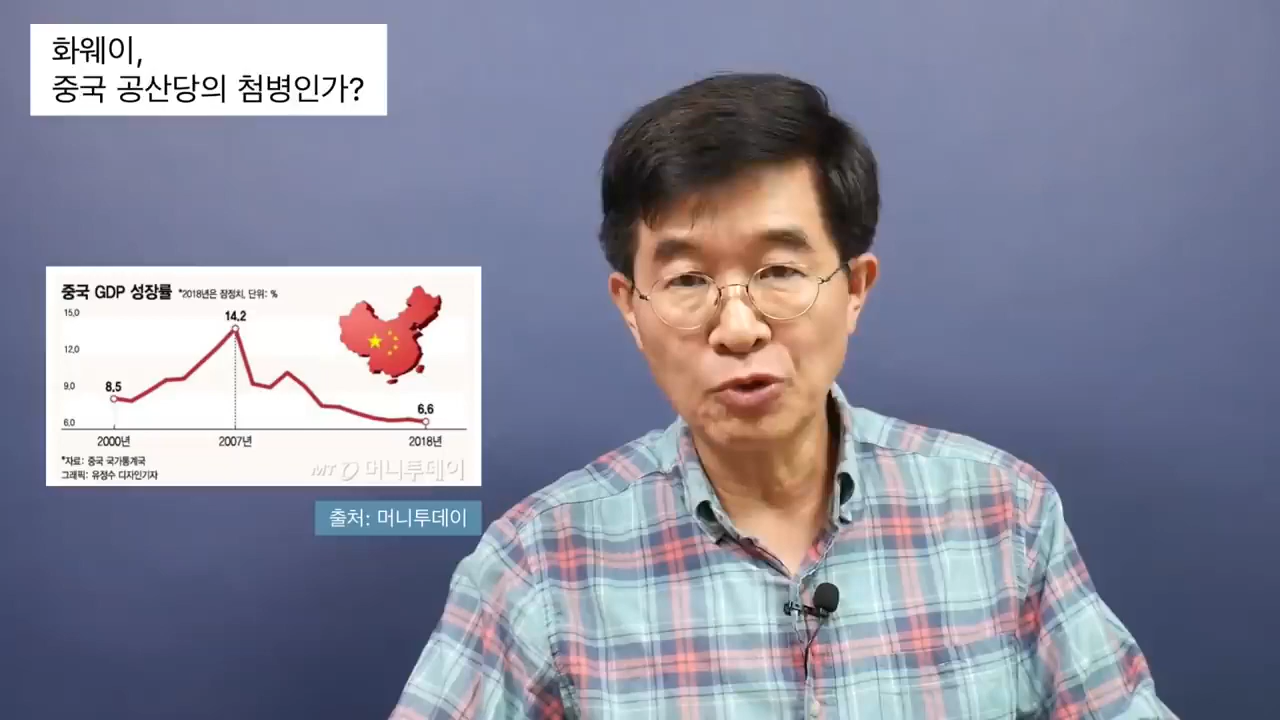 화웨이,
중국 공산당의 첨병인가?
중국 GDP 성장률 *2018년은 잠정치, 단위: %
15.0
14.2
12.0
9.0
8.5
6.6
6.0
2000년 2007년 2018년
*자료: 중국 국가통계국
그래픽: 유정수 디자인기자
MT 머니투데이
출처: 머니투데이